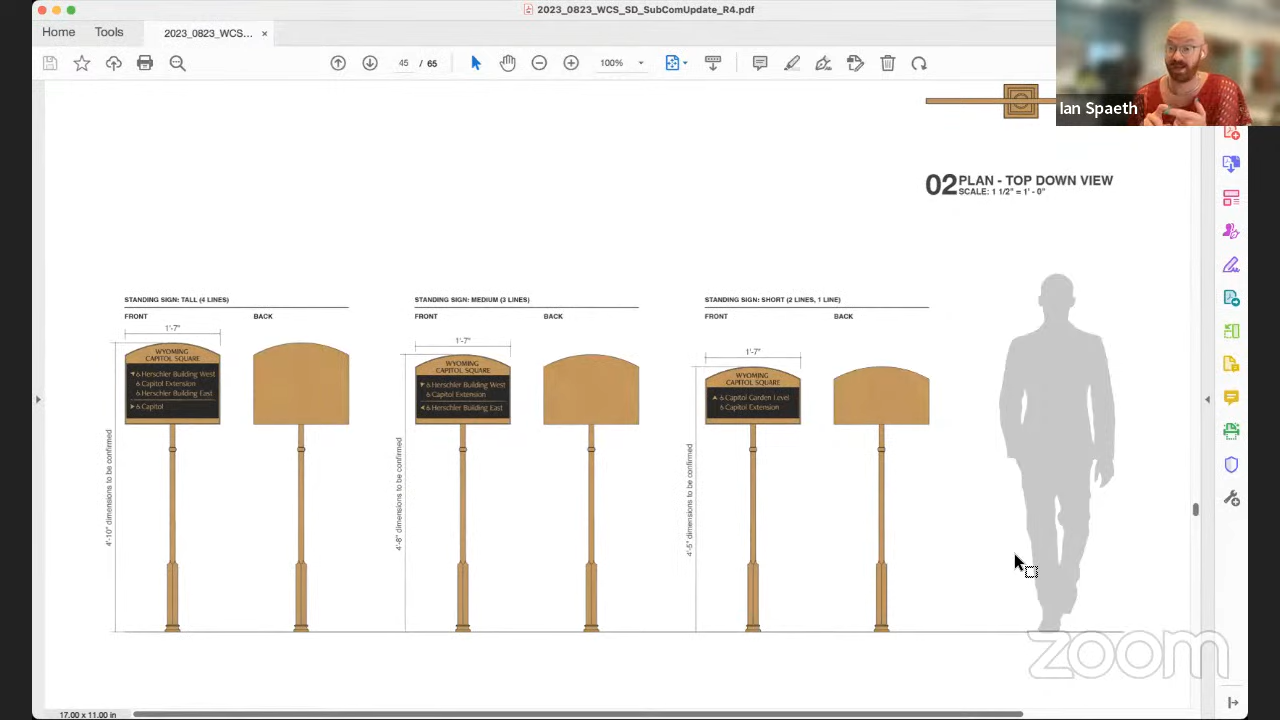 2023_0823_WCS_SD_SubComUpdate_R4.pdf
Home Tools 2023_0823_WCS... ×
45 / 65 100%
Ian Spaeth
02 PLAN - TOP DOWN VIEW
SCALE: 1 1/2" = 1' - 0"
STANDING SIGN: TALL (4 LINES)
FRONT BACK
1'-7"
WYOMING
CAPITOL SQUARE
Herschler Building West
Capitol Extension
Herschler Building East
Capitol
4'-10" dimensions to be confirmed
STANDING SIGN: MEDIUM (3 LINES)
FRONT BACK
1'-7"
WYOMING
CAPITOL SQUARE
Herschler Building West
Capitol Extension
Herschler Building East
4'-8" dimensions to be confirmed
STANDING SIGN: SHORT (2 LINES, 1 LINE)
FRONT BACK
1'-7"
WYOMING
CAPITOL SQUARE
Capitol Garden Level
Capitol Extension
4'-5" dimensions to be confirmed
zoom
17.00 x 11.00 in